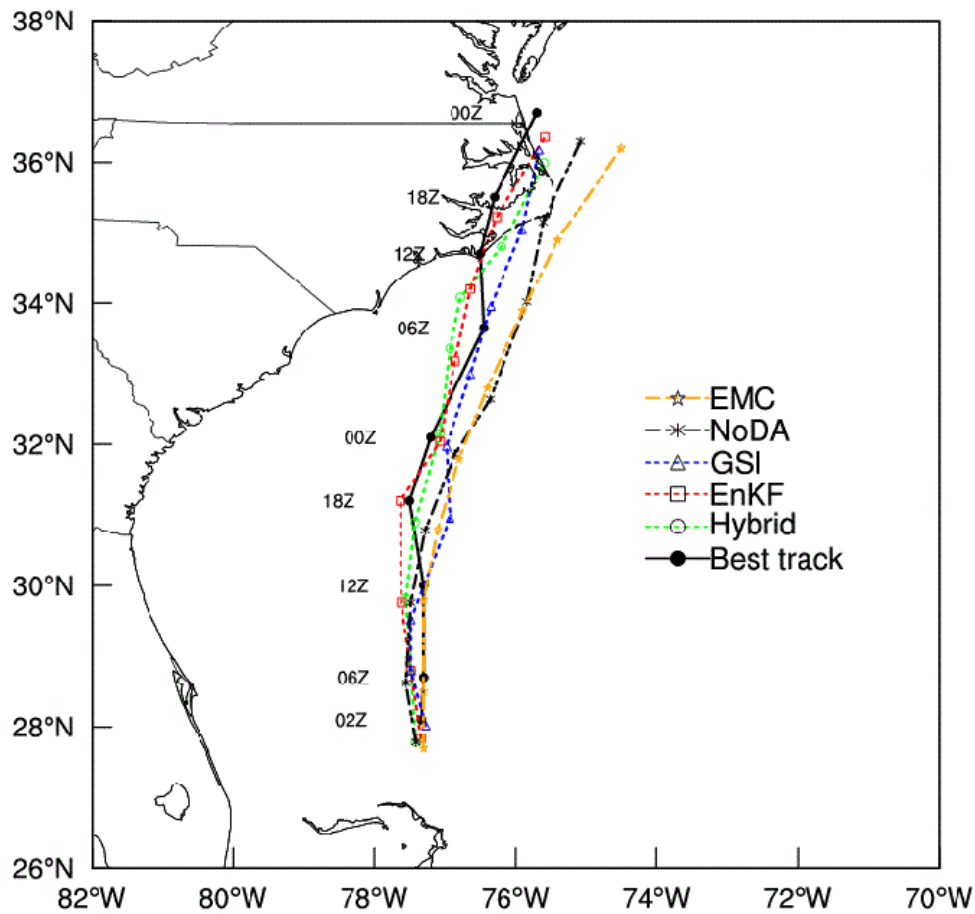 38°N
36°N
34°N
32°N
30°N
28°N
26°N
82°W 80°W 78°W 76°W 74°W 72°W 70°W
00Z
18Z
12Z
06Z
00Z
18Z
12Z
06Z
02Z
EMC
NoDA
GSI
EnKF
Hybrid
Best track